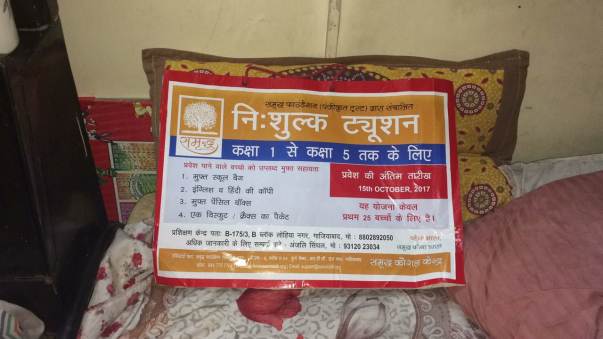 समुख फाउंडेशन (पंजीकृत ट्रस्ट) द्वारा संचालित
निःशुल्क ट्यूशन
समुख
कक्षा 1 से कक्षा 5 तक के लिए
प्रवेश पाने वाले बच्चो को उपलब्ध मुफ्त सहायता
1. मुफ्त स्कूल बैग
2. इंग्लिश व हिंदी की कॉपी
3. मुफ्त पेंसिल बॉक्स
4. एक बिस्कुट / क्रैक्स का पैकेट
प्रवेश की अंतिम तारीख
15th OCTOBER, 2017
यह योजना केवल
प्रथम 25 बच्चों के लिए है।
प्रशिक्षण केन्द्र पता: B-175/3, B ब्लाक लोहिया नगर, गाजियाबाद, मो : 8802892050
अधिक जानकारी के लिए सम्पर्क करे - अंजलि सिंघल, मो - 93120 23034
समुख कौशल केन्द्र